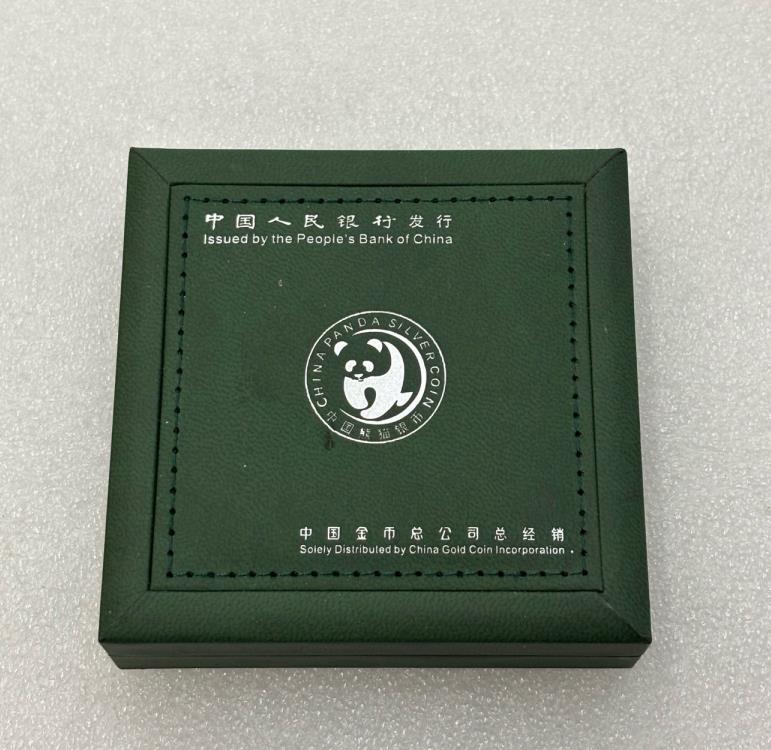 中国人民银行发行
Issued by the People's Bank of China
CHINA PANDA SILVER COIN
中国熊猫银币
中国金币总公司总经销
Solely Distributed by China Gold Coin Incorporation .